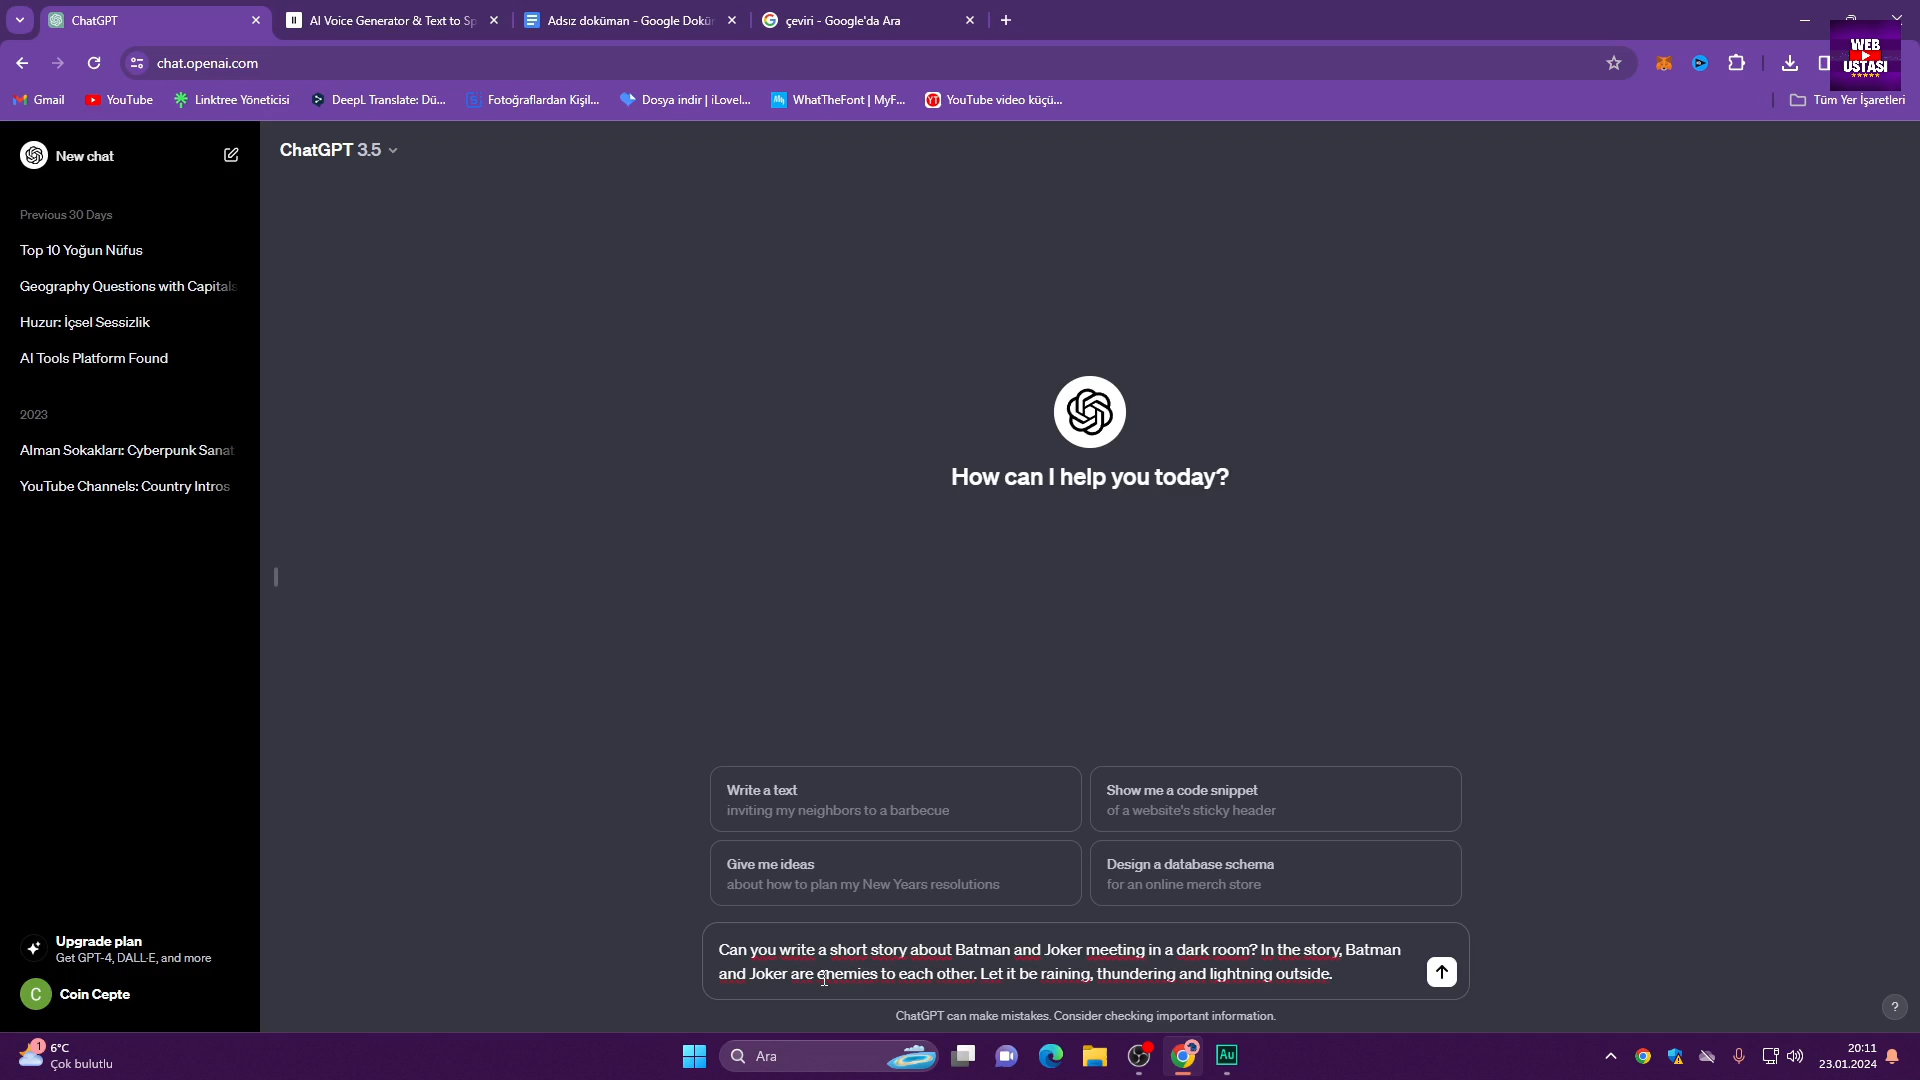 ChatGPT
AI Voice Generator & Text to Sp
Adsız doküman - Google Dokü
çeviri - Google'da Ara
chat.openai.com
WEB
USTASI
Gmail
YouTube
Linktree Yöneticisi
DeepL Translate: Dü...
Fotoğraflardan Kişil...
Dosya indir | iLoveI...
WhatTheFont | MyF...
YouTube video küçü...
Tüm Yer İşaretleri
New chat
ChatGPT 3.5
Previous 30 Days
Top 10 Yoğun Nüfus
Geography Questions with Capitals
Huzur: İçsel Sessizlik
AI Tools Platform Found
2023
Alman Sokakları: Cyberpunk Sanat
YouTube Channels: Country Intros
How can I help you today?
Write a text
inviting my neighbors to a barbecue
Show me a code snippet
of a website's sticky header
Give me ideas
about how to plan my New Years resolutions
Design a database schema
for an online merch store
Can you write a short story about Batman and Joker meeting in a dark room? In the story, Batman
and Joker are enemies to each other. Let it be raining, thundering and lightning outside.
ChatGPT can make mistakes. Consider checking important information.
?
Upgrade plan
Get GPT-4, DALL·E, and more
C
Coin Cepte
1
6°C
Çok bulutlu
Ara
Au
20:11
23.01.2024